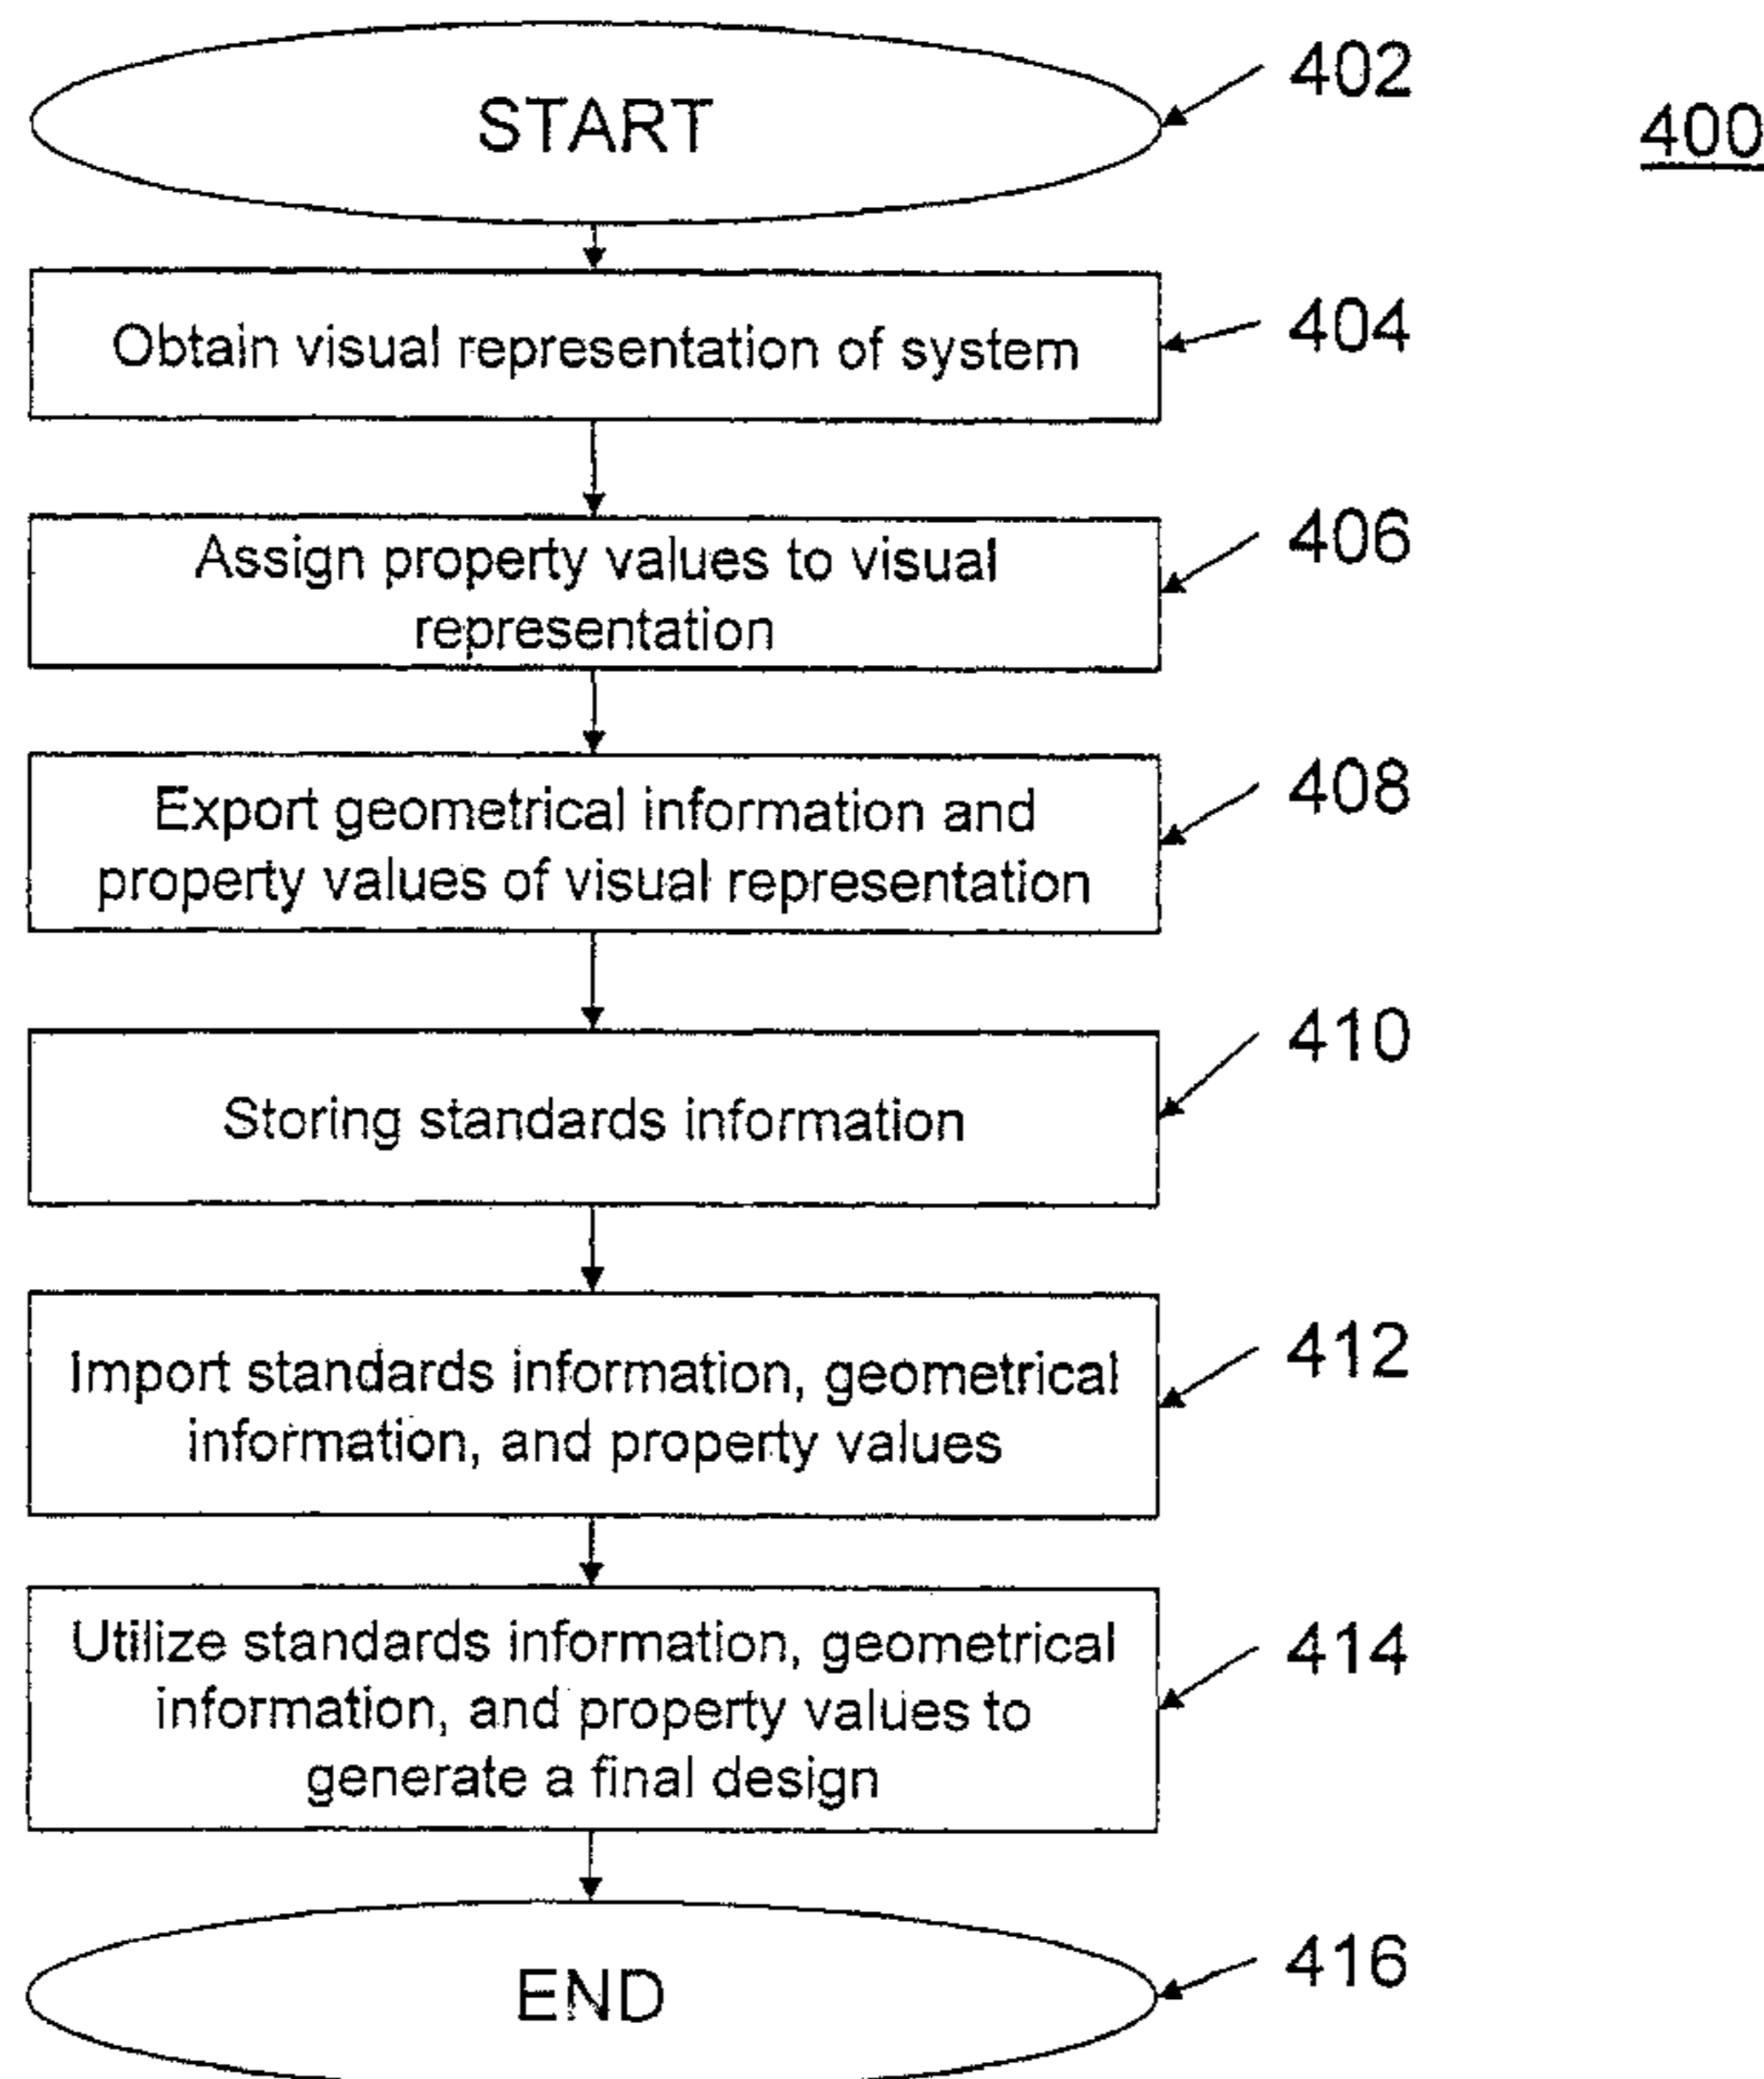 START
402
400
Obtain visual representation of system
404
Assign property values to visual
representation
406
Export geometrical information and
property values of visual representation
408
Storing standards information
410
Import standards information, geometrical
information, and property values
412
Utilize standards information, geometrical
information, and property values to
generate a final design
414
END
416